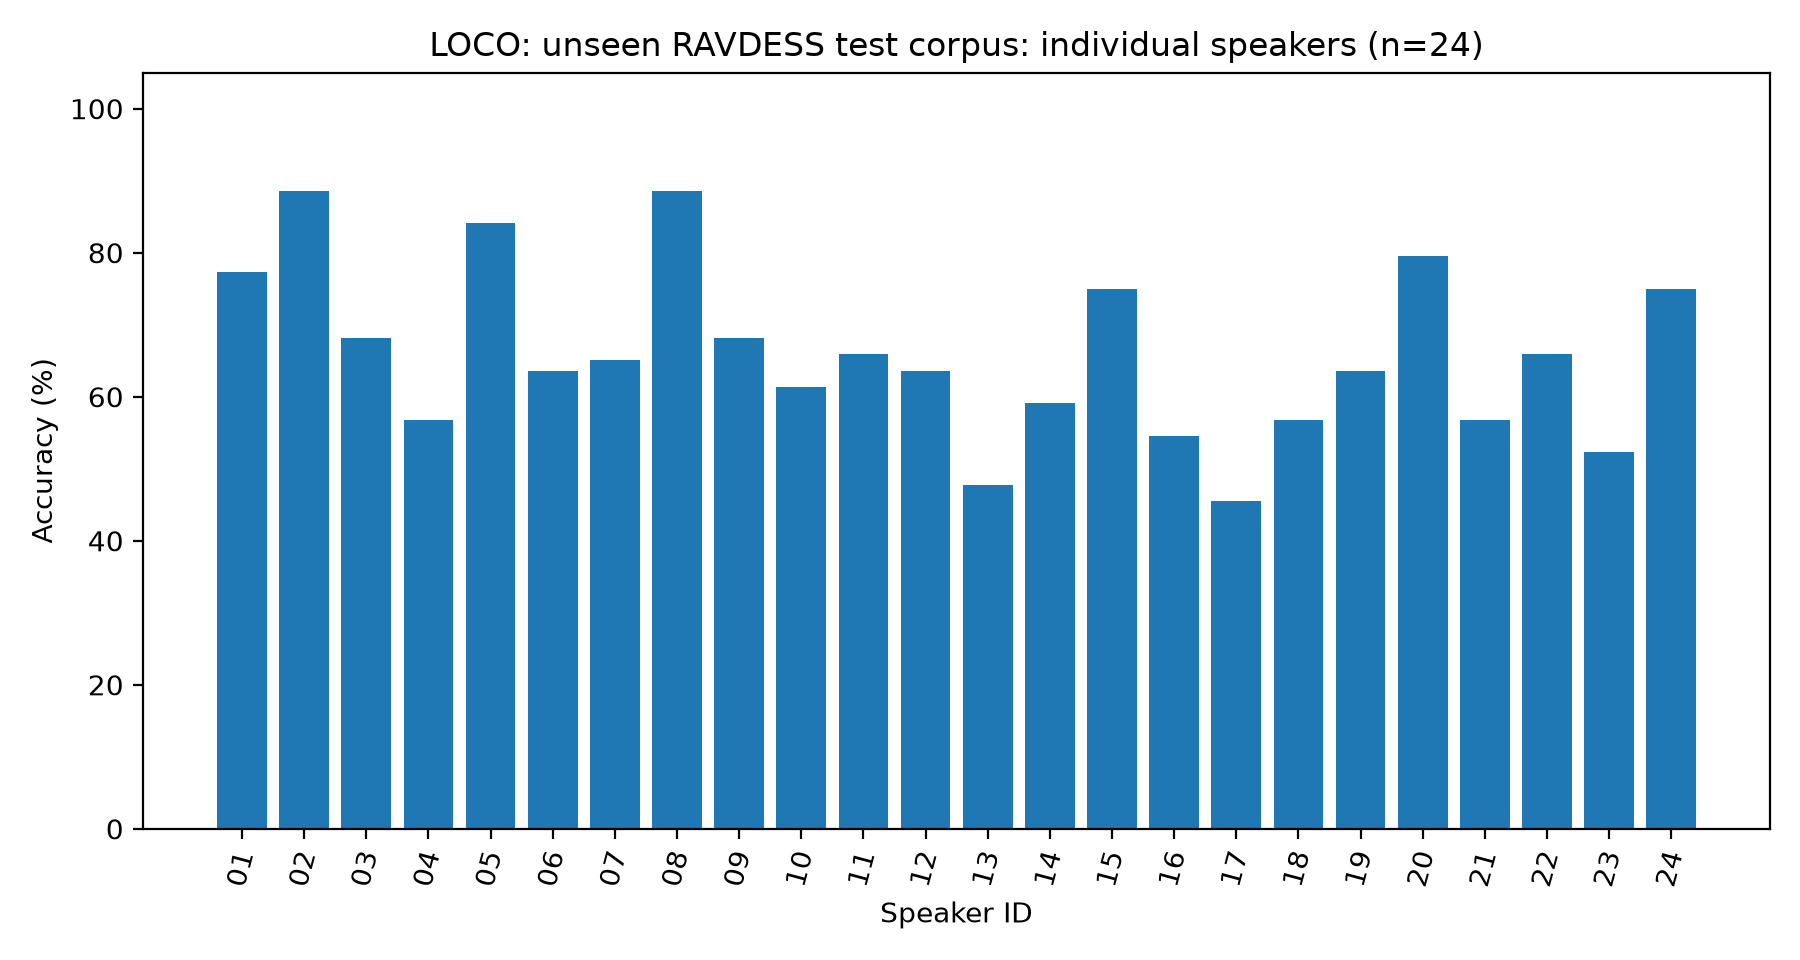 LOCO: unseen RAVDESS test corpus: individual speakers (n=24)
100
80
60
40
20
0
Accuracy (%)
01 02 03 04 05 06 07 08 09 10 11 12 13 14 15 16 17 18 19 20 21 22 23 24
Speaker ID